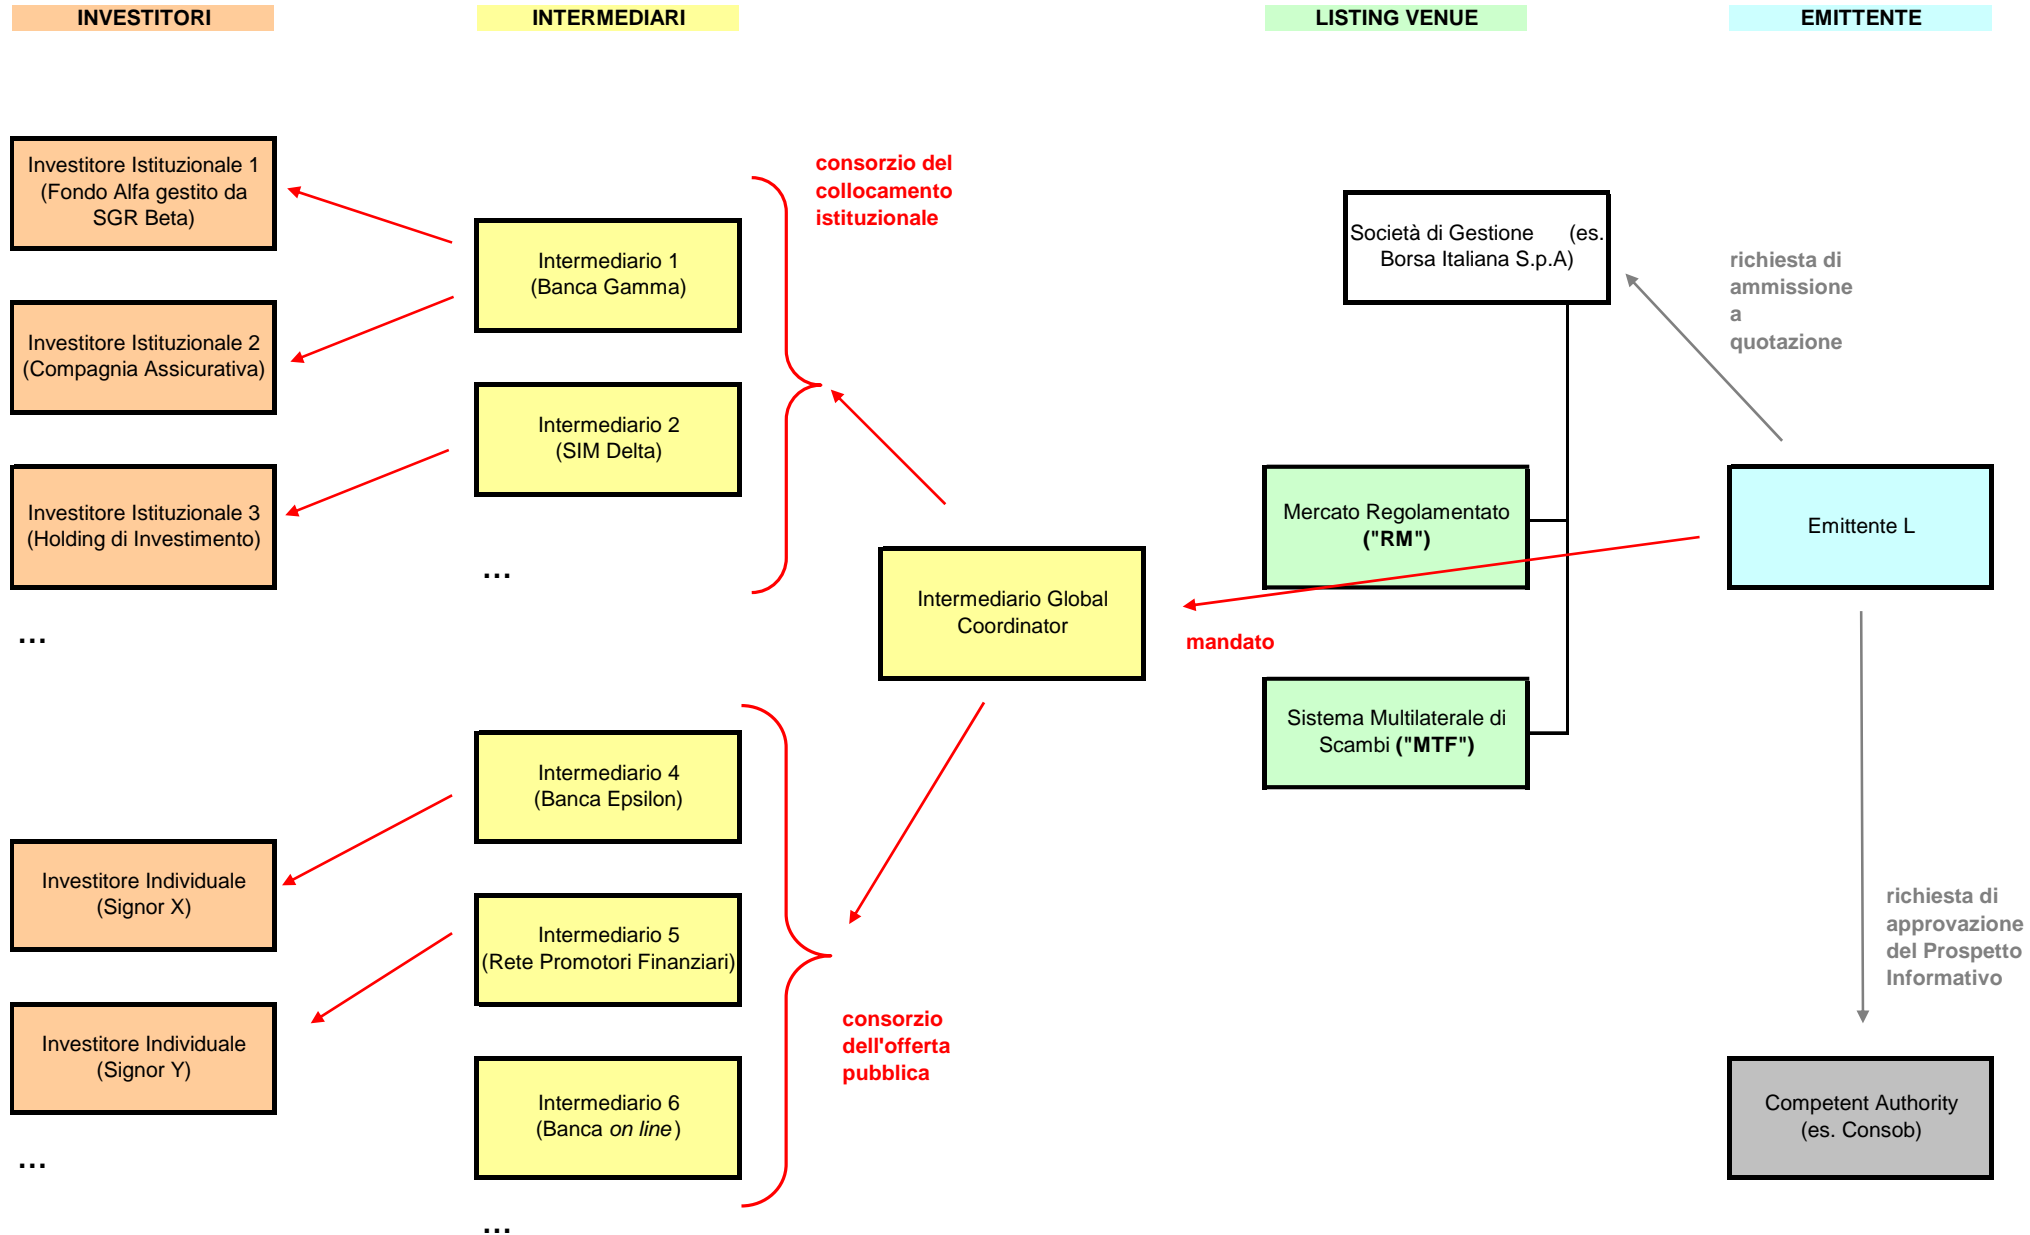 INVESTITORI
INTERMEDIARI
LISTING VENUE
EMITTENTE
Investitore Istituzionale 1
(Fondo Alfa gestito da
SGR Beta)
Investitore Istituzionale 2
(Compagnia Assicurativa)
Investitore Istituzionale 3
(Holding di Investimento)
...
Investitore Individuale
(Signor X)
Investitore Individuale
(Signor Y)
...
Intermediario 1
(Banca Gamma)
Intermediario 2
(SIM Delta)
...
Intermediario 4
(Banca Epsilon)
Intermediario 5
(Rete Promotori Finanziari)
Intermediario 6
(Banca on line)
...
consorzio del
collocamento
istituzionale
consorzio
dell'offerta
pubblica
Intermediario Global
Coordinator
mandato
Società di Gestione (es.
Borsa Italiana S.p.A)
Mercato Regolamentato
("RM")
Sistema Multilaterale di
Scambi ("MTF")
richiesta di
ammissione
a
quotazione
Emittente L
richiesta di
approvazione
del Prospetto
Informativo
Competent Authority
(es. Consob)